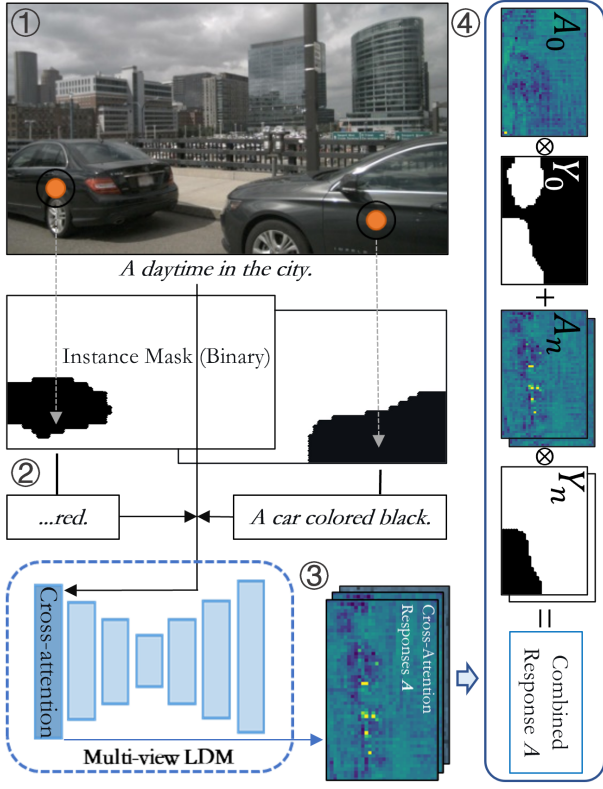 ①
A daytime in the city.
Instance Mask (Binary)
②
...red.
A car colored black.
Cross-attention
Multi-view LDM
③
Cross-Attention
Responses A
④
A0
⊗
Y0
+
An
⊗
Yn
=
Combined
Response A